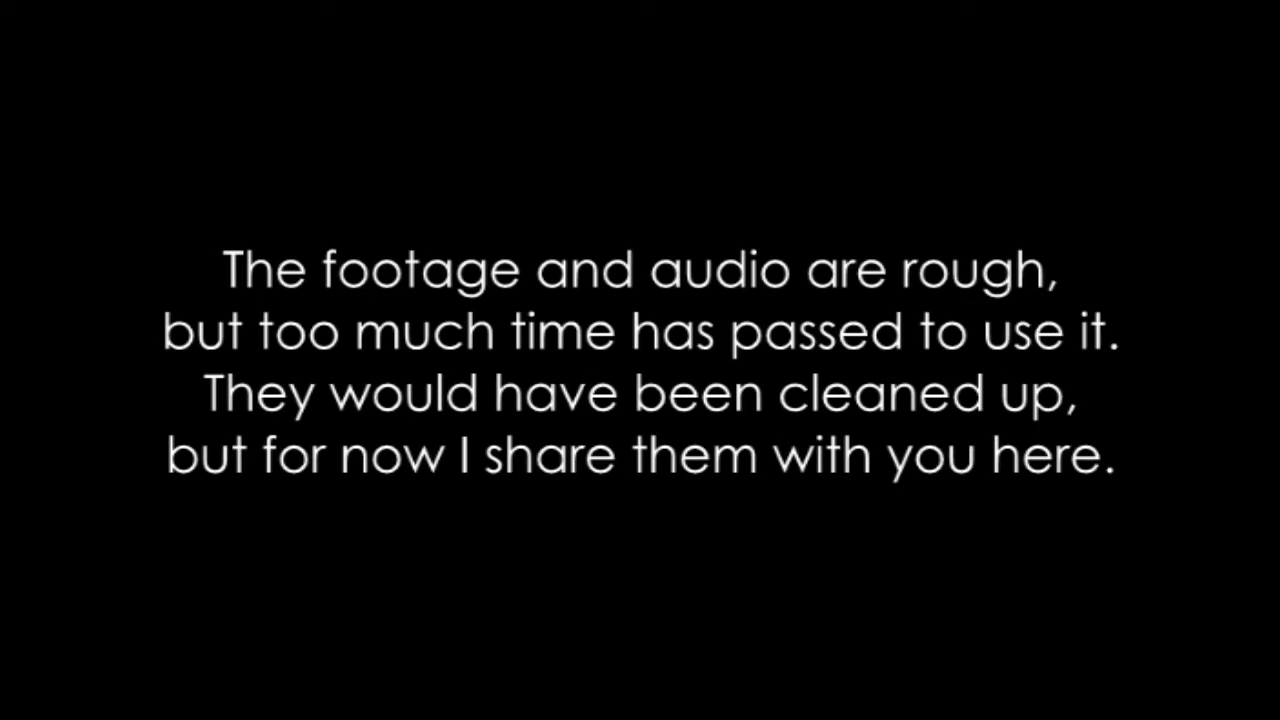 The footage and audio are rough,
but too much time has passed to use it.
They would have been cleaned up,
but for now I share them with you here.